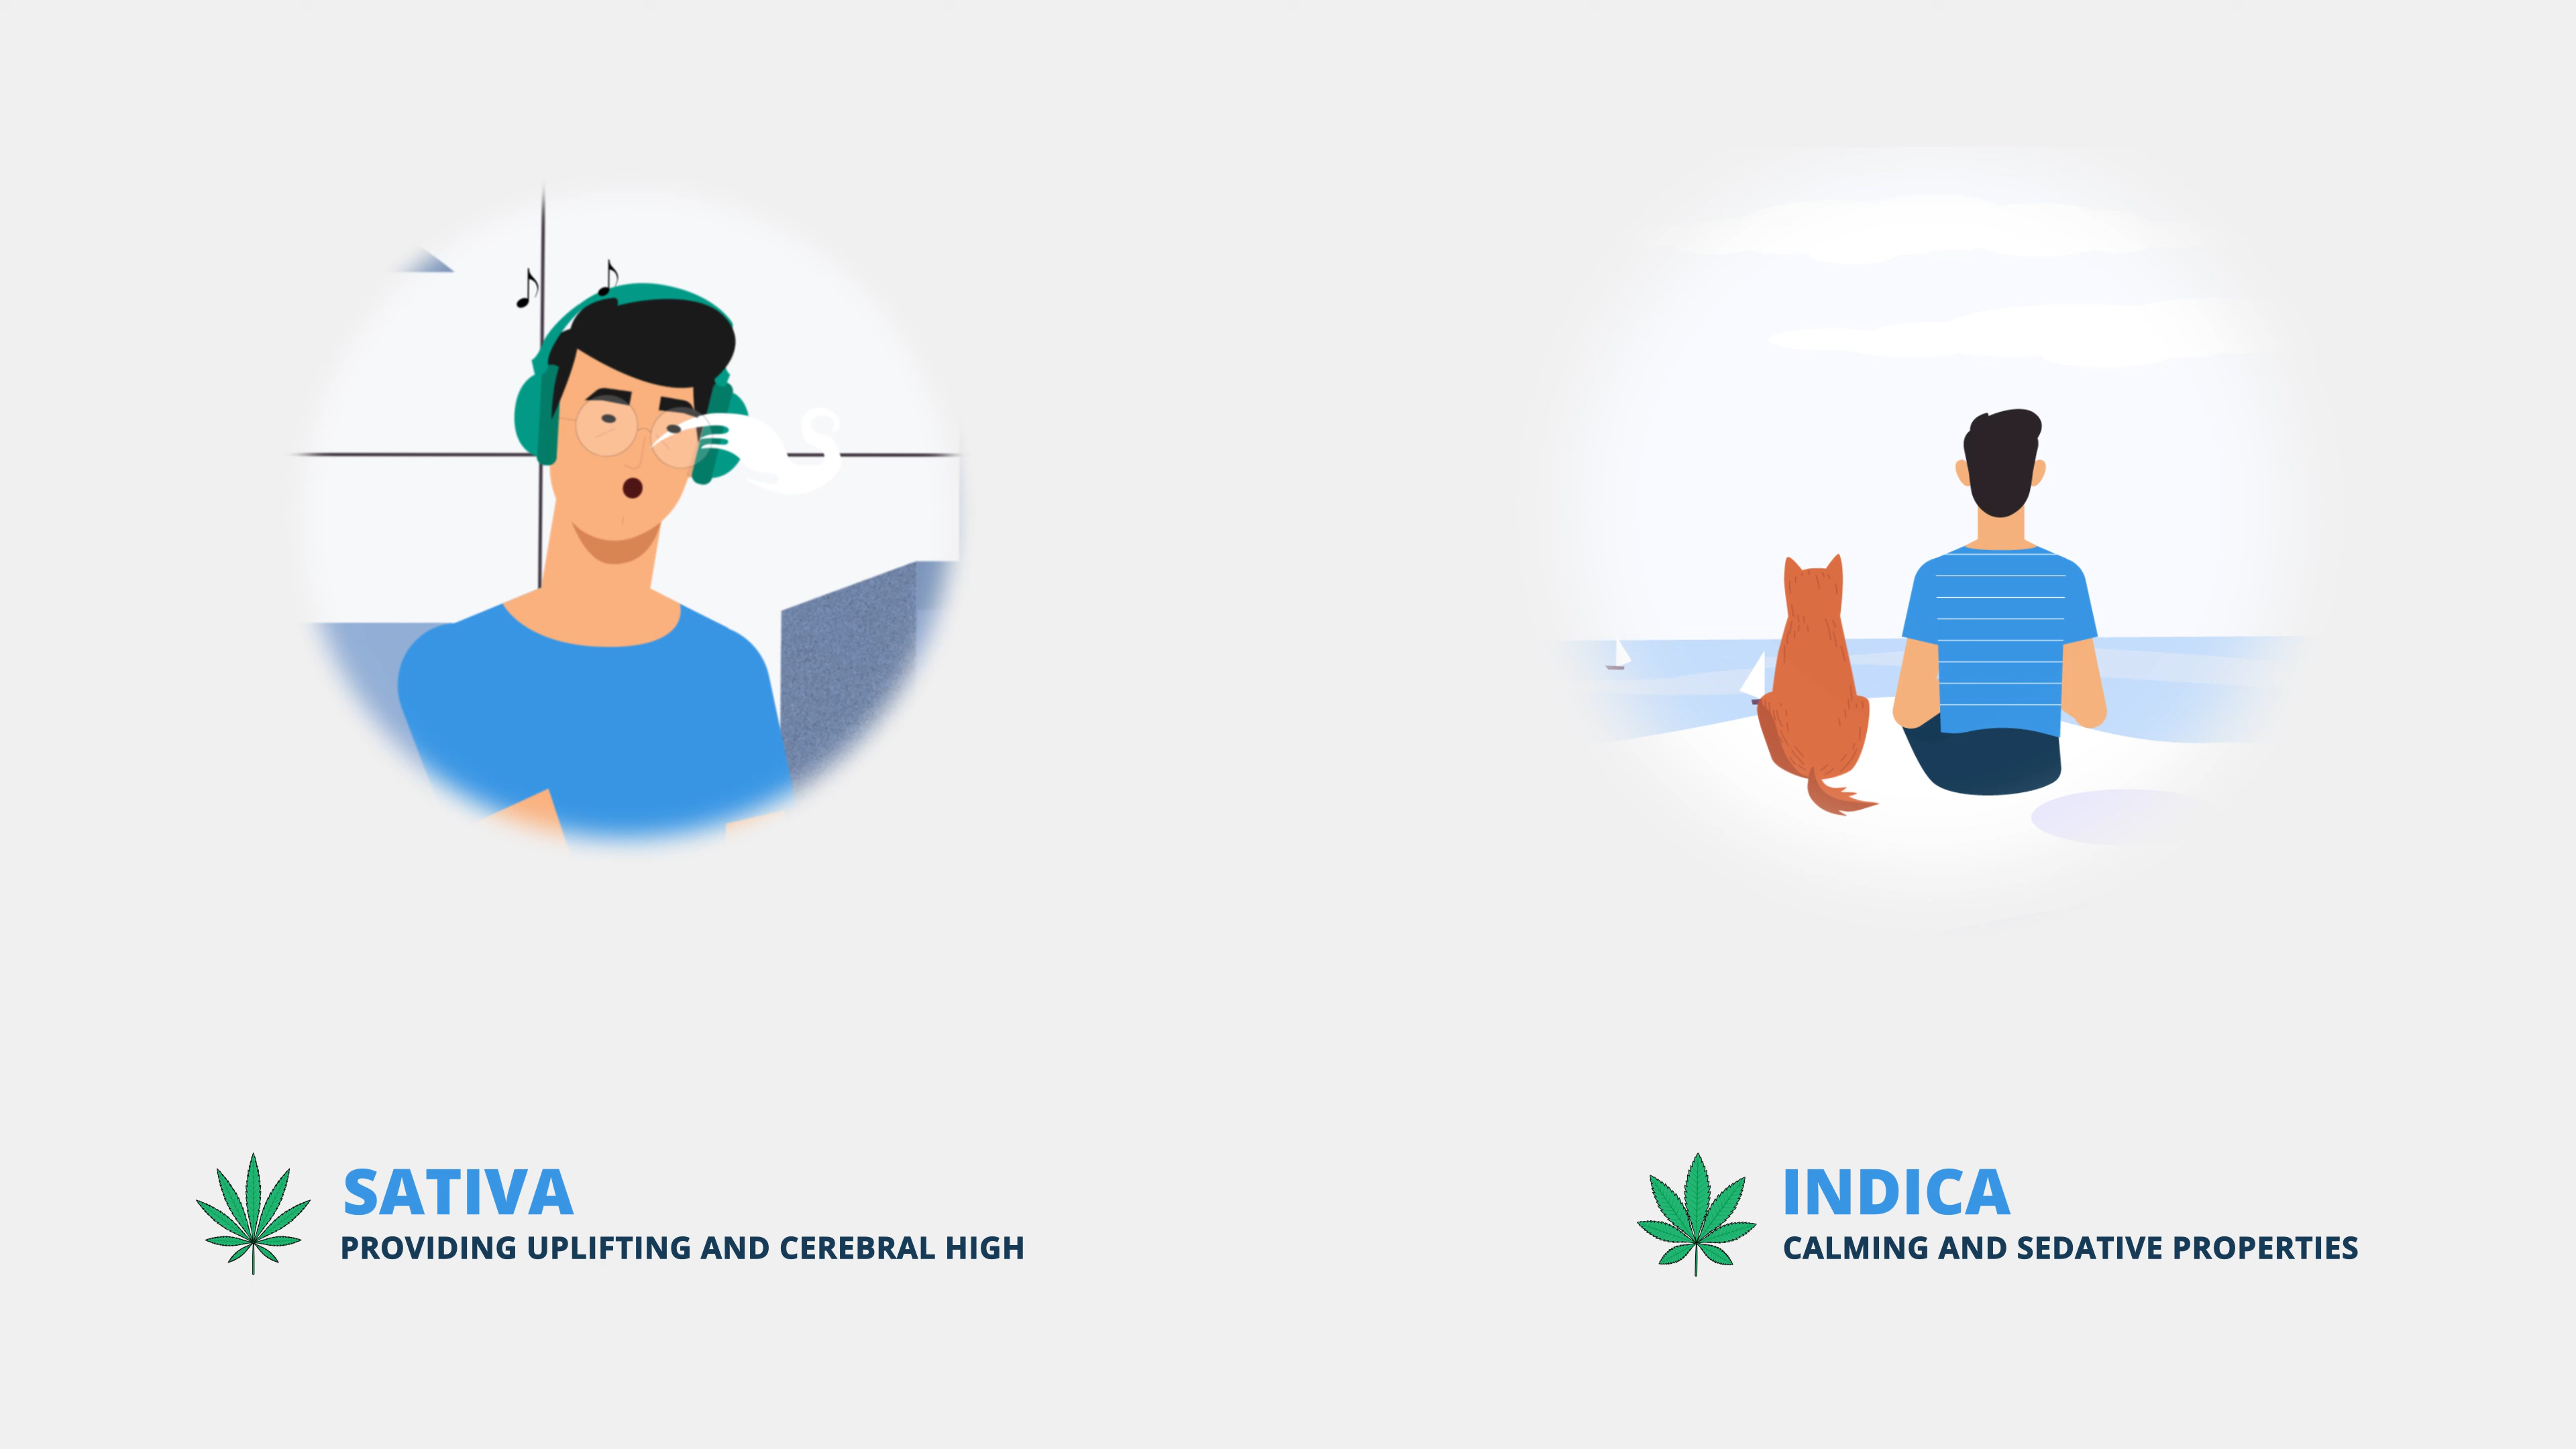 SATIVA
PROVIDING UPLIFTING AND CEREBRAL HIGH
INDICA
CALMING AND SEDATIVE PROPERTIES